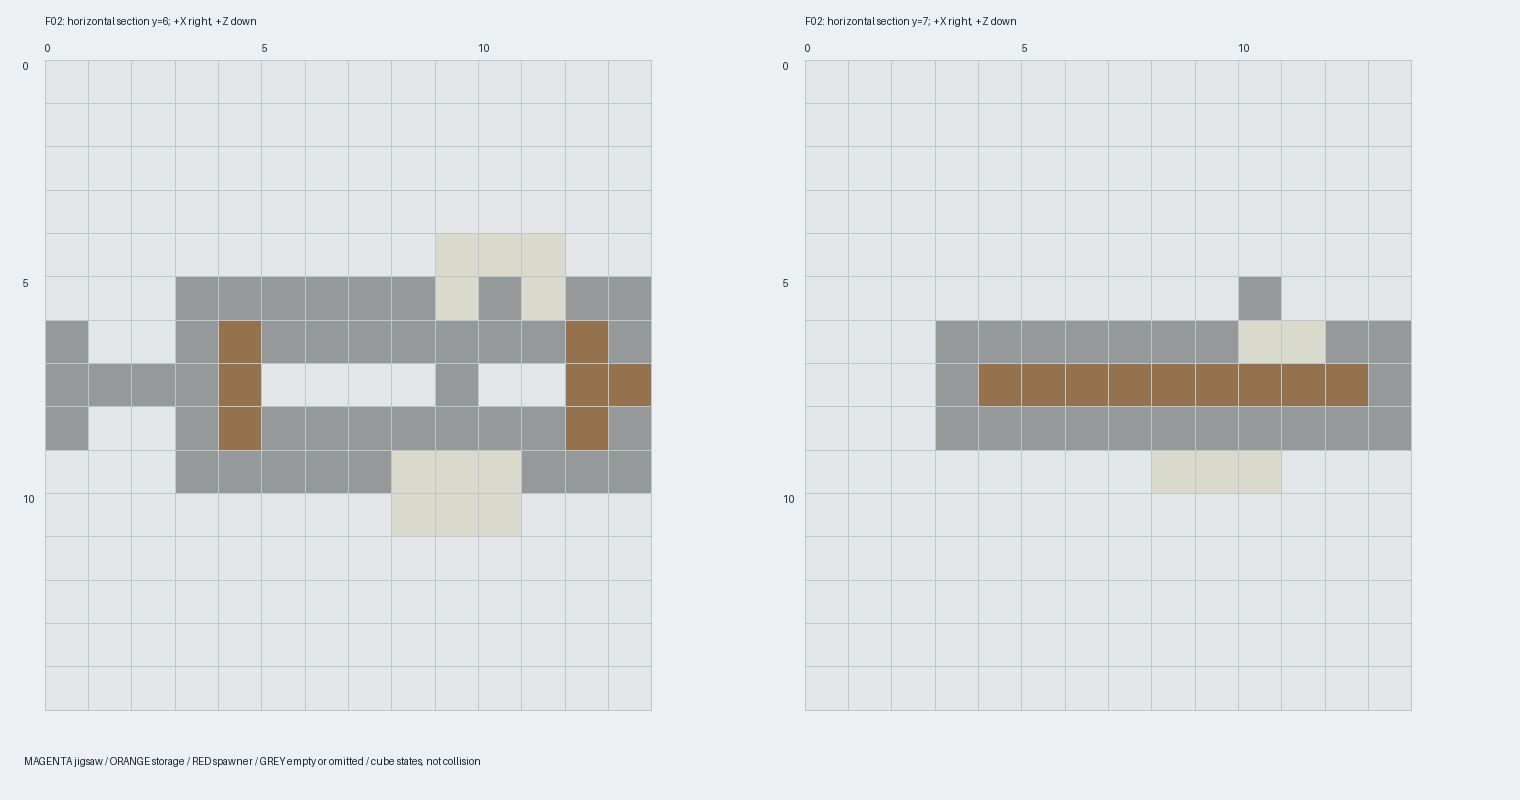 F02: horizontal section y=6; +X right, +Z down
F02: horizontal section y=7; +X right, +Z down
0 5 10
0 5 10
0
0
5
5
10
10
MAGENTA jigsaw / ORANGE storage / RED spawner / GREY empty or omitted / cube states, not collision